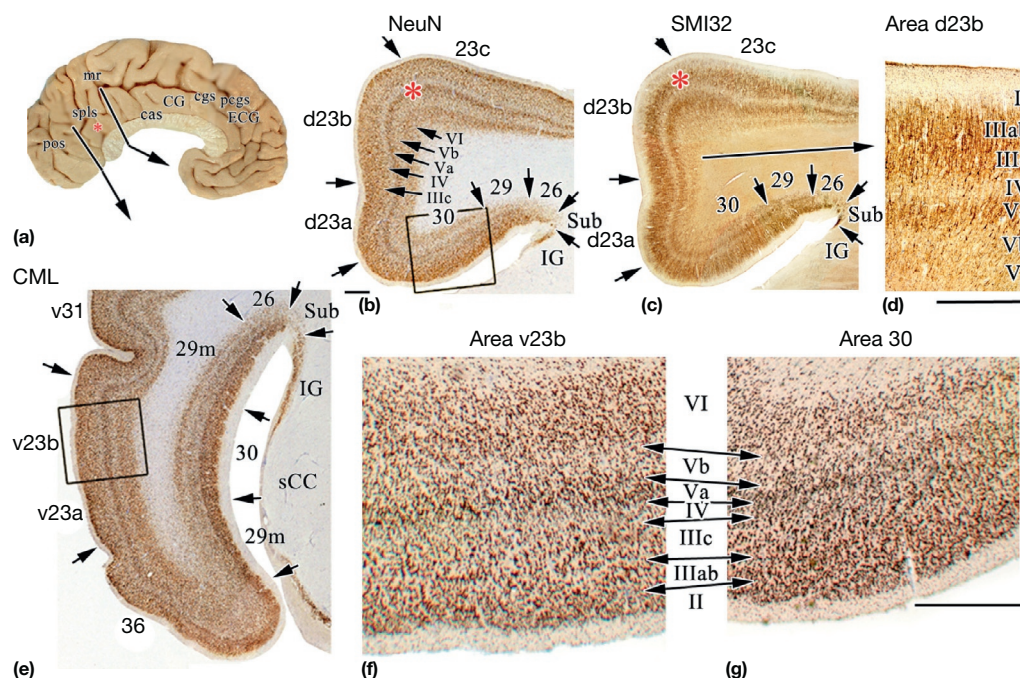 NeuN
SMI32
Area d23b
23c
23c
mr
spls
pos
cas
CG
cgs
pcgs
ECG
*
*
*
d23b
d23b
VI
Vb
Va
IV
IIIc
29
26
30
Sub
IG
d23a
29
26
30
Sub
IG
d23a
I
IIIab
IV
(a)
(b)
(c)
(d)
CML
v31
26
Sub
29m
IG
v23b
30
sCC
v23a
29m
36
(e)
Area v23b
Area 30
VI
Vb
Va
IV
IIIc
IIIab
II
(f)
(g)